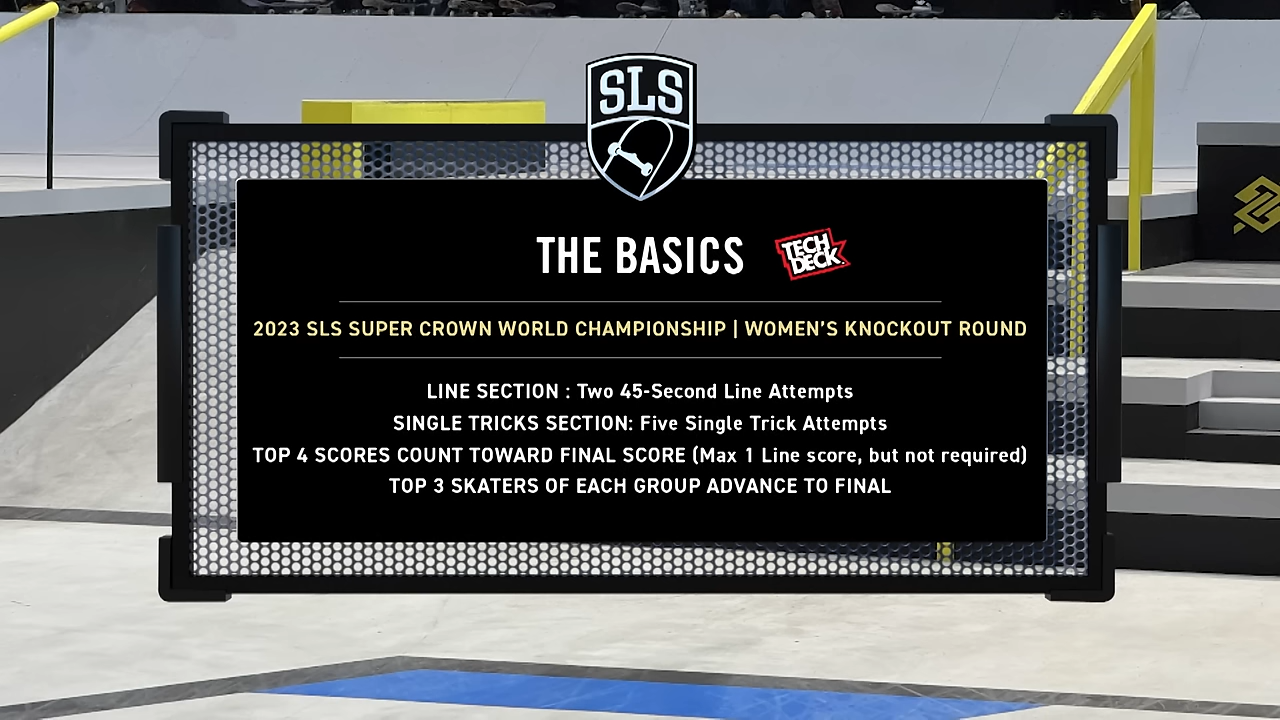 SLS
THE BASICS
TECH
DECK.
2023 SLS SUPER CROWN WORLD CHAMPIONSHIP | WOMEN'S KNOCKOUT ROUND
LINE SECTION : Two 45-Second Line Attempts
SINGLE TRICKS SECTION: Five Single Trick Attempts
TOP 4 SCORES COUNT TOWARD FINAL SCORE (Max 1 Line score, but not required)
TOP 3 SKATERS OF EACH GROUP ADVANCE TO FINAL